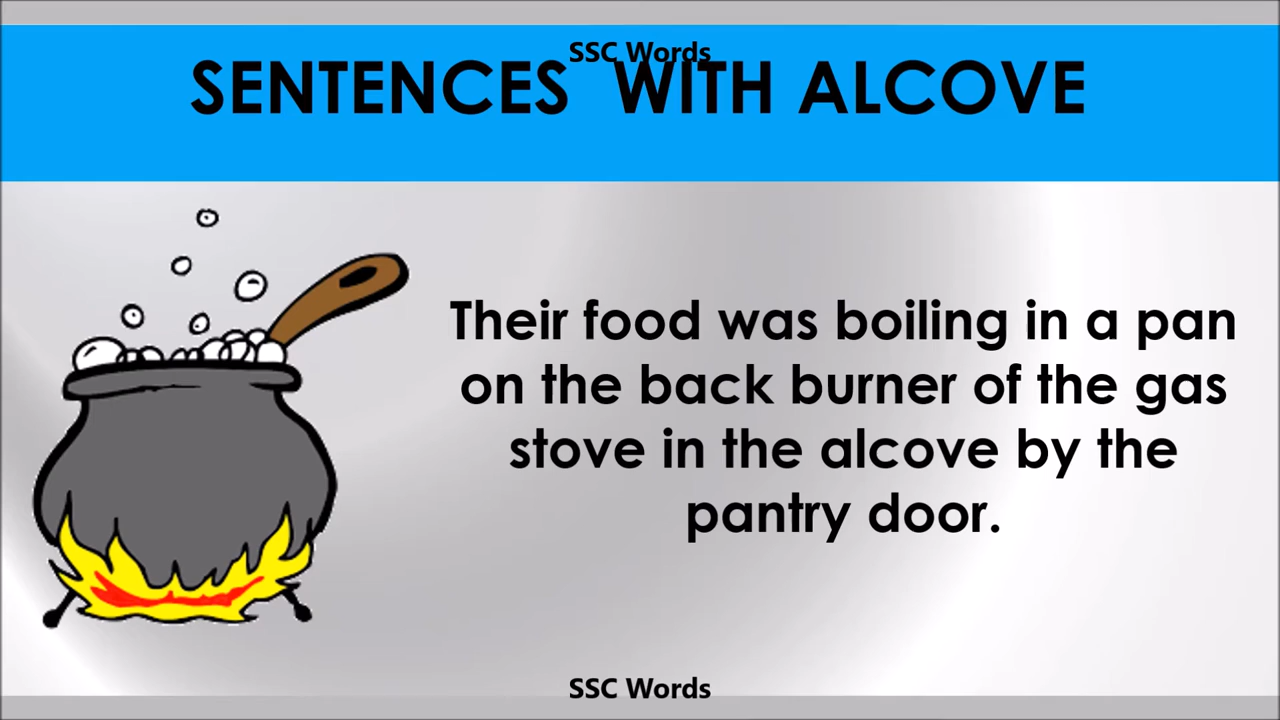 SSC Words
SENTENCES WITH ALCOVE
Their food was boiling in a pan
on the back burner of the gas
stove in the alcove by the
pantry door.
SSC Words